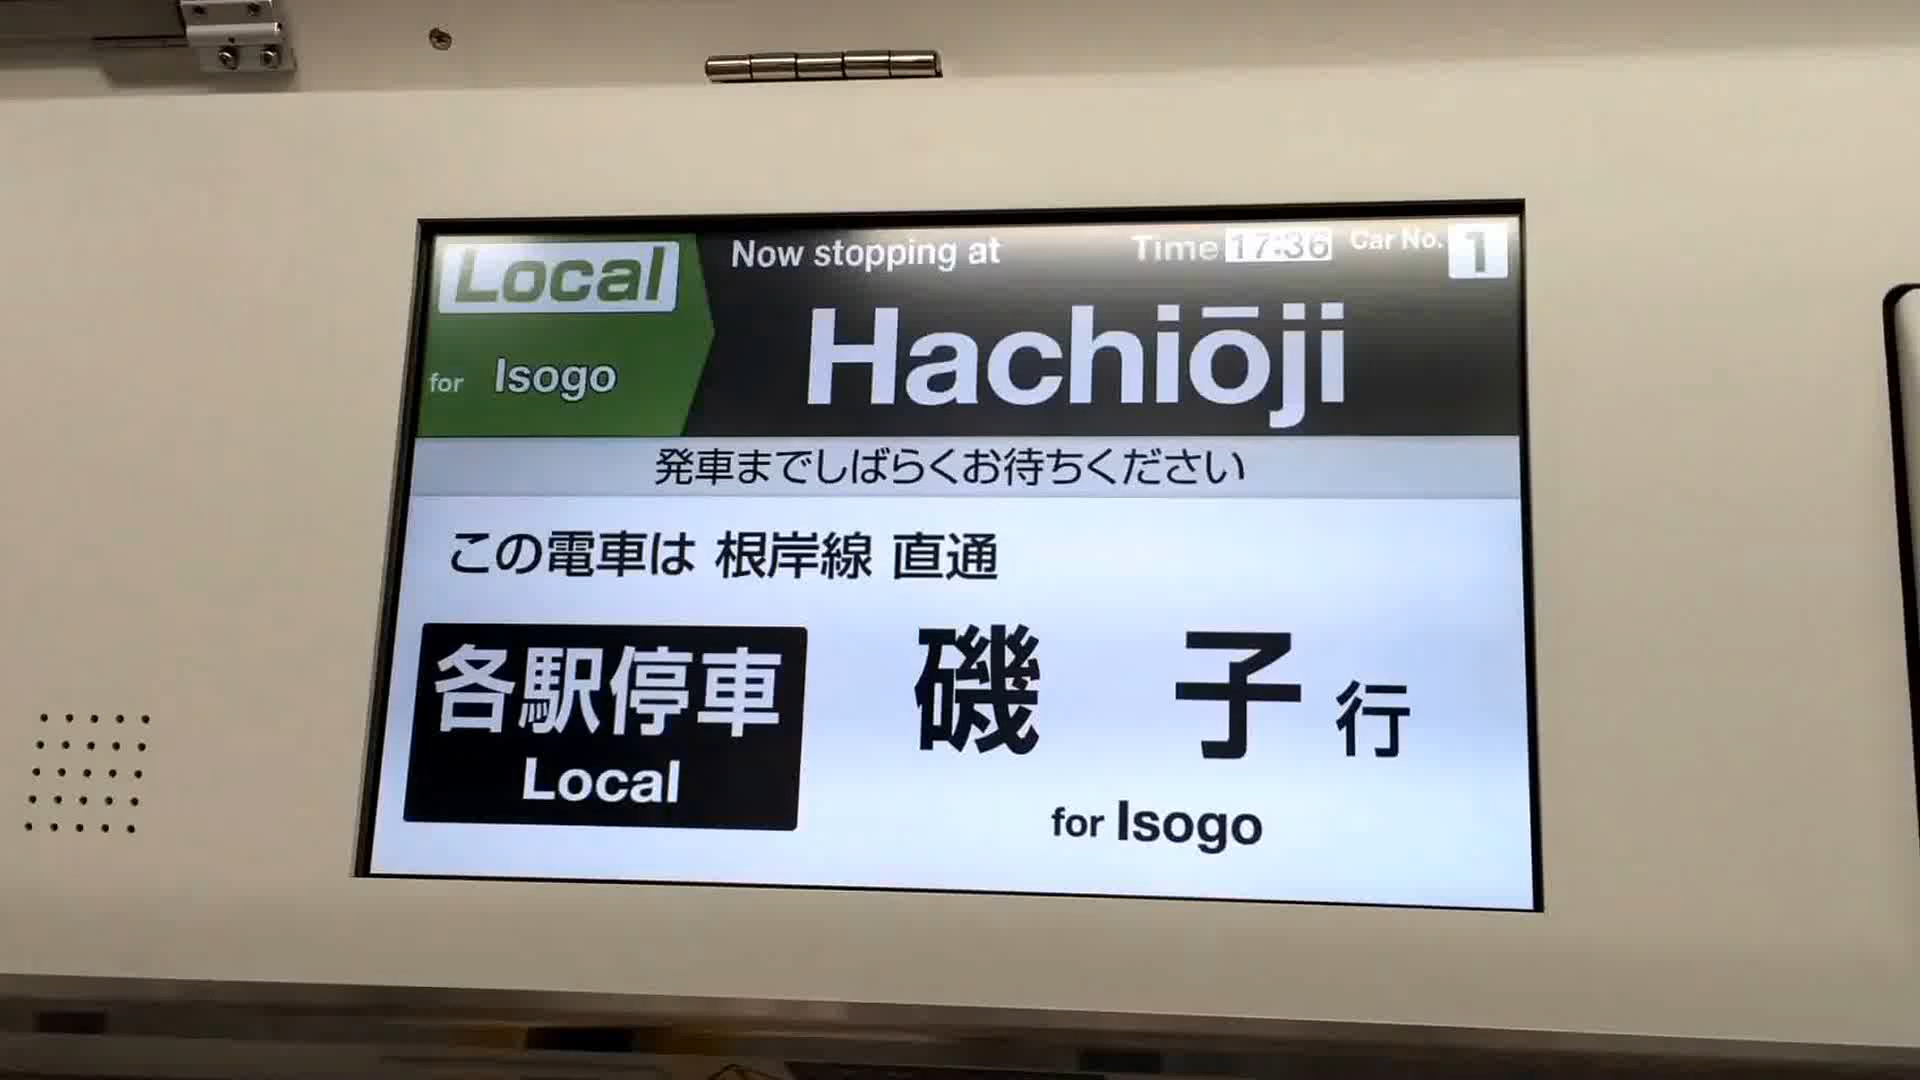 Local
for Isogo
Now stopping at
Time 17:36 Car No. 1
Hachiōji
発車までしばらくお待ちください
この電車は 根岸線 直通
各駅停車
Local
磯子行
for Isogo